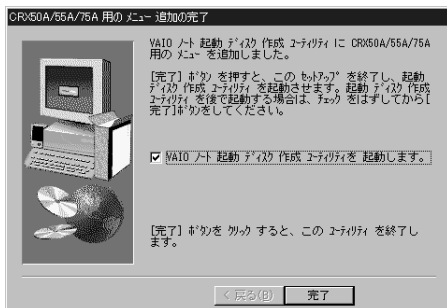 CRX50A/55A/75A 用のﾒﾆｭｰ 追加の完了
VAIO ﾉｰﾄ 起動 ﾃﾞｨｽｸ 作成 ﾕｰﾃｨﾘﾃｨ に CRX50A/55A/75A
用の ﾒﾆｭｰ を追加しました。
[完了] ﾎﾞﾀﾝ を押すと、この ｾｯﾄｱｯﾌﾟ を終了し、起動
ﾃﾞｨｽｸ 作成 ﾕｰﾃｨﾘﾃｨ を起動させます。起動 ﾃﾞｨｽｸ 作成
ﾕｰﾃｨﾘﾃｨ を後で起動する場合は、ﾁｪｯｸ をはずしてから[
完了]ﾎﾞﾀﾝをしてください。
VAIO ﾉｰﾄ 起動 ﾃﾞｨｽｸ 作成 ﾕｰﾃｨﾘﾃｨを 起動します。
[完了] ﾎﾞﾀﾝを ｸﾘｯｸ すると、この ﾕｰﾃｨﾘﾃｨ を終了し
ます。
< 戻る(B)
完了